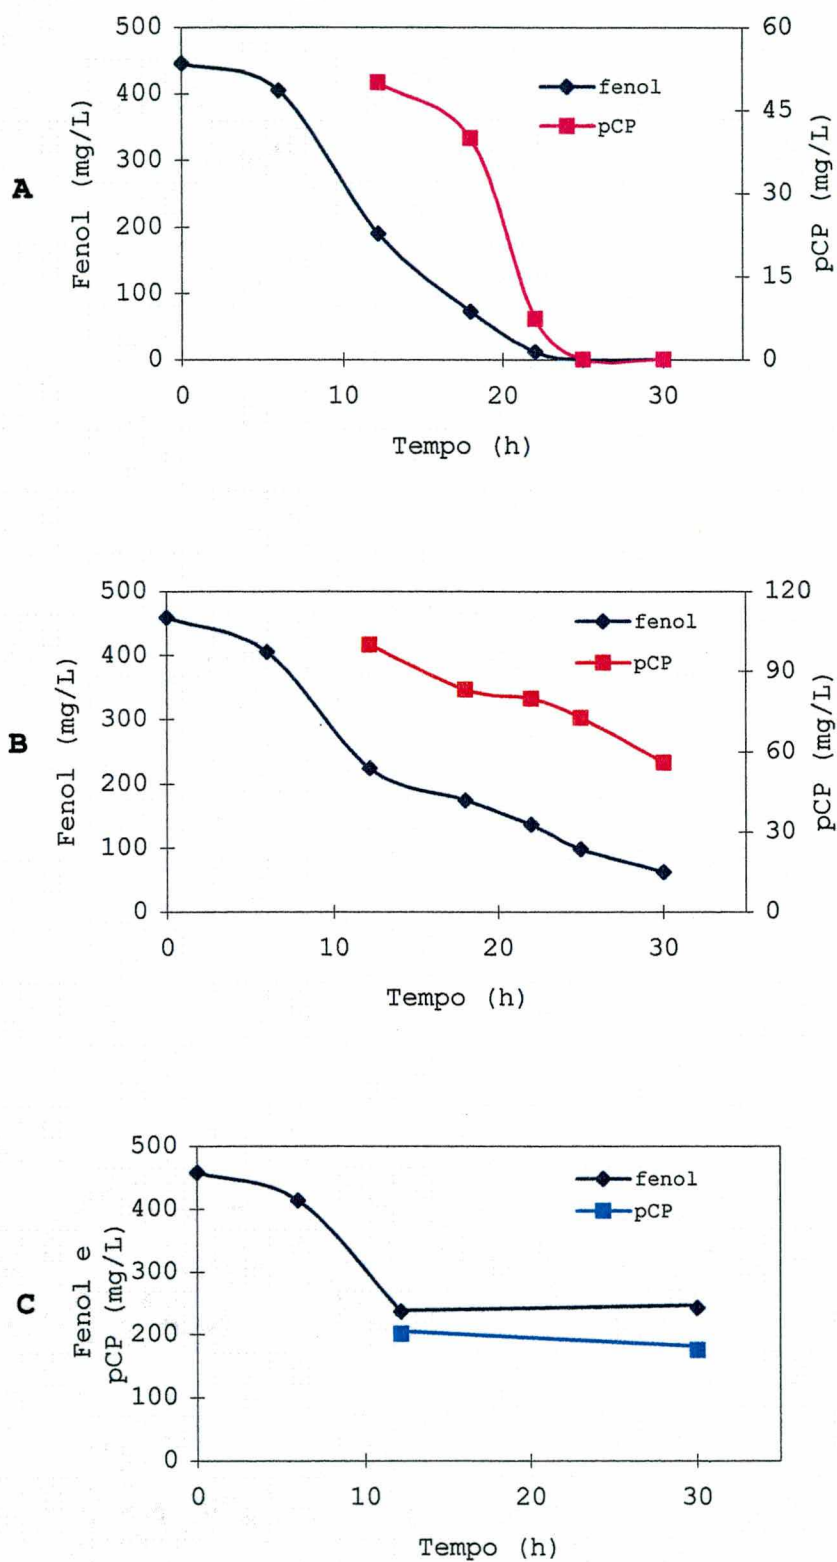 A
Fenol (mg/L)
500
400
300
200
100
0
60
45
30
15
0
pCP (mg/L)
fenol
pCP
0 10 20 30
Tempo (h)
B
Fenol (mg/L)
500
400
300
200
100
0
120
90
60
30
0
pCP (mg/L)
fenol
pCP
0 10 20 30
Tempo (h)
C
Fenol e
pCP (mg/L)
500
400
300
200
100
0
fenol
pCP
0 10 20 30
Tempo (h)